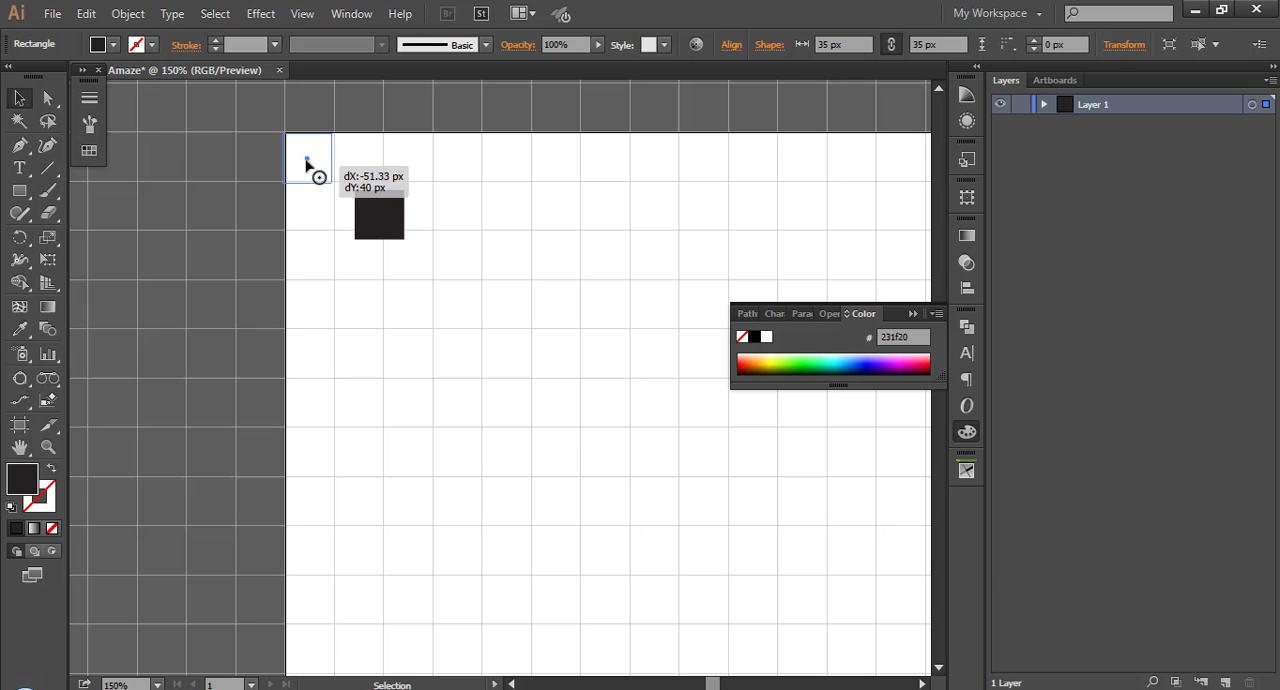 Ai File Edit Object Type Select Effect View Window Help Br St My Workspace
Rectangle Stroke: Basic Opacity: 100% Style: Align Shape: 35 px 35 px 0 px Transform
Amaze* @ 150% (RGB/Preview)
Layers Artboards
Layer 1
dX:-51.33 px
dY:40 px
Path Char Para Oper Color
# 231f20
150% 1 Selection
1 Layer